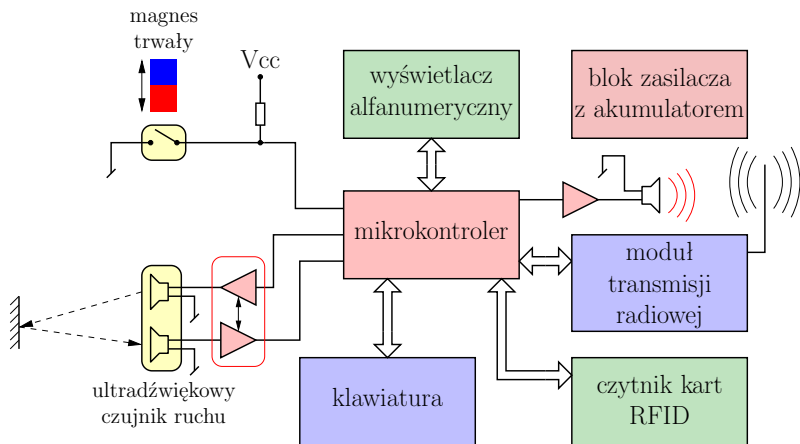 magnes
trwały
Vcc
wyświetlacz
alfanumeryczny
blok zasilacza
z akumulatorem
mikrokontroler
moduł
transmisji
radiowej
ultradźwiękowy
czujnik ruchu
klawiatura
czytnik kart
RFID